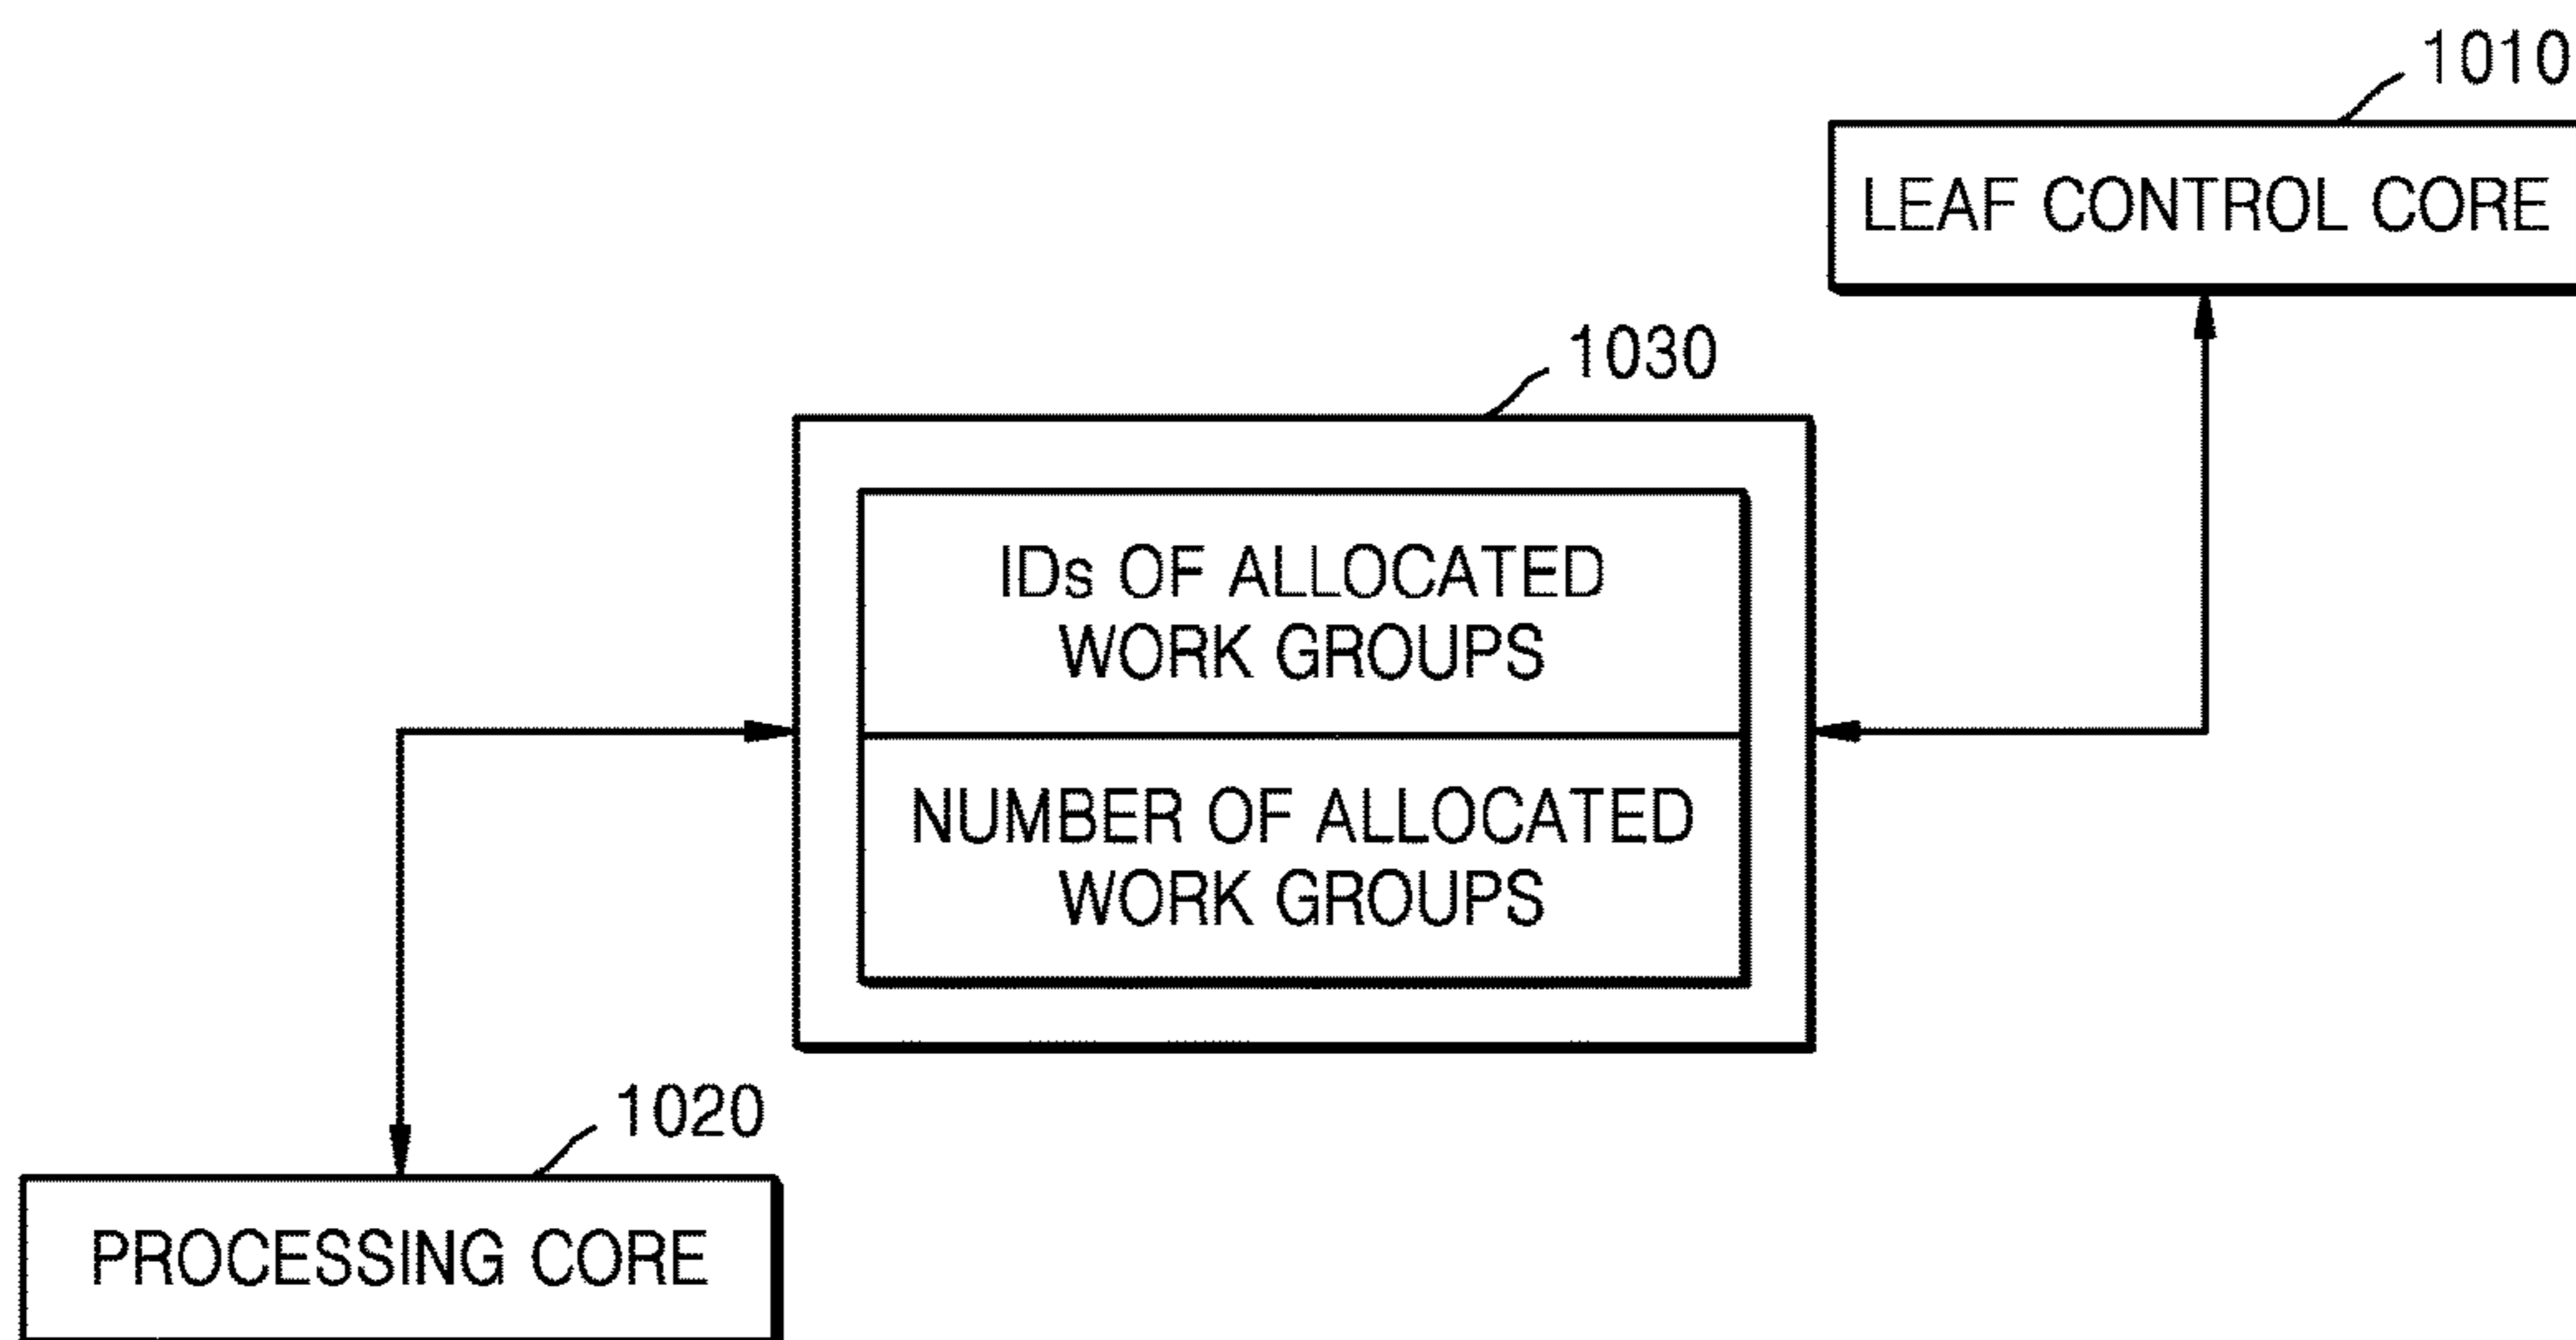 1010
LEAF CONTROL CORE
1030
IDs OF ALLOCATED
WORK GROUPS
NUMBER OF ALLOCATED
WORK GROUPS
1020
PROCESSING CORE